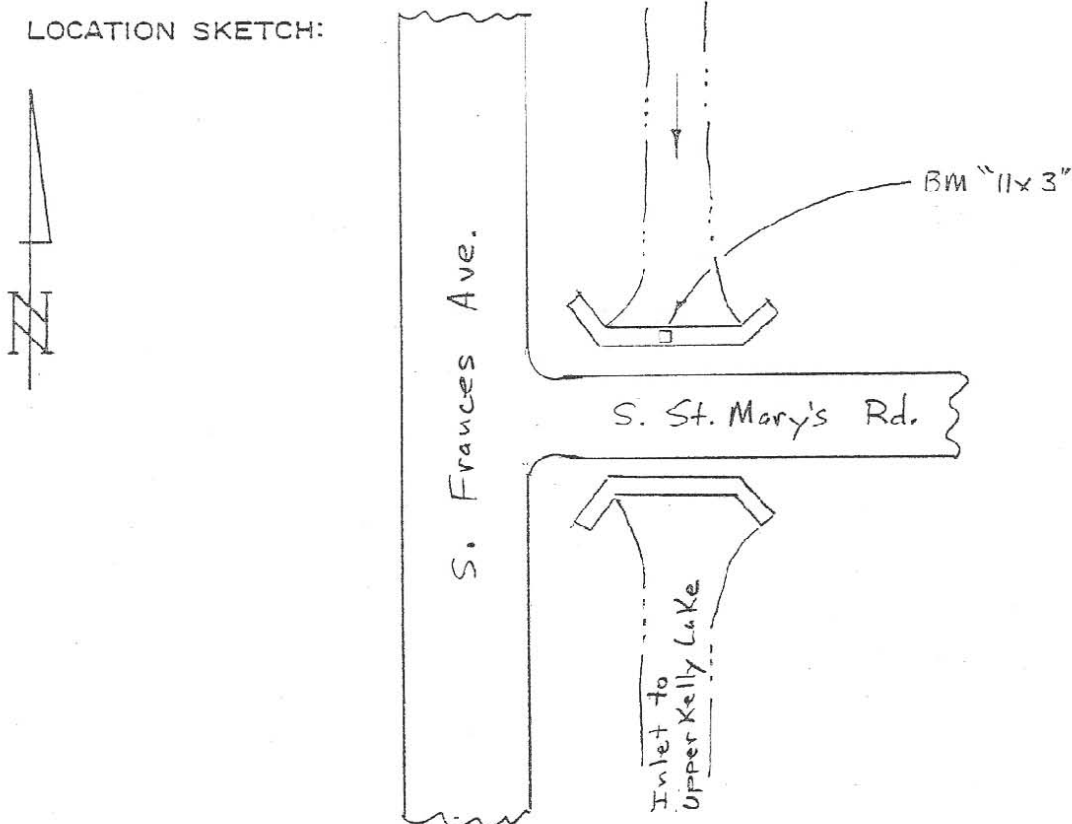 LOCATION SKETCH:
N
BM "11x3"
S. Frances Ave.
S. St. Mary's Rd.
Inlet to
Upper Kelly Lake